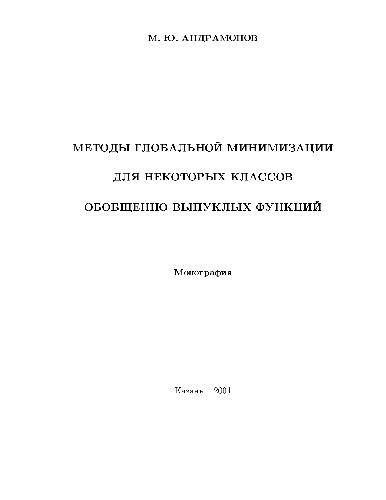 М. Ю. АНДРАМОНОВ
МЕТОДЫ ГЛОБАЛЬНОЙ МИНИМИЗАЦИИ
ДЛЯ НЕКОТОРЫХ КЛАССОВ
ОБОБЩЕННО ВЫПУКЛЫХ ФУНКЦИЙ
Монография
Казань 2001